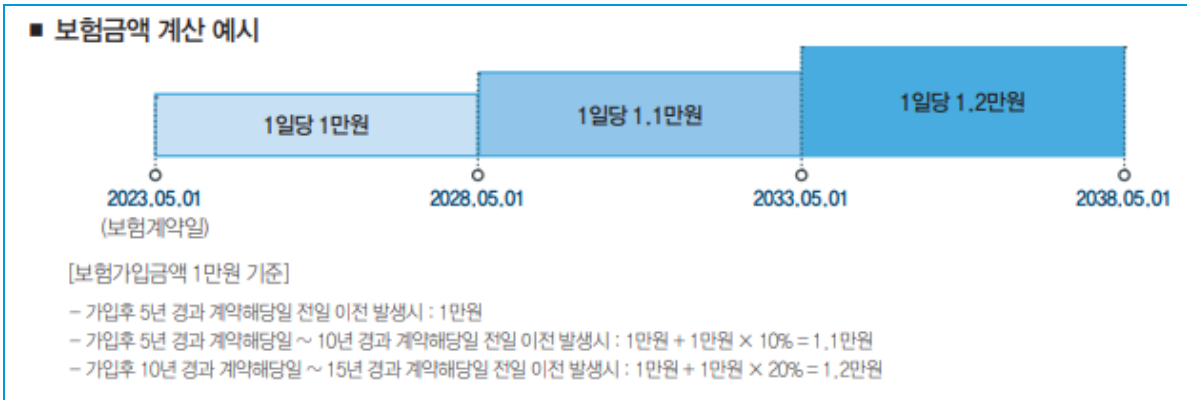 ■ 보험금액 계산 예시
1일당 1만원
1일당 1.1만원
1일당 1.2만원
2023.05.01
2028.05.01
2033.05.01
2038.05.01
(보험계약일)
[보험가입금액 1만원 기준]
- 가입후 5년 경과 계약해당일 전일 이전 발생시 : 1만원
- 가입후 5년 경과 계약해당일 ~ 10년 경과 계약해당일 전일 이전 발생시 : 1만원 + 1만원 × 10% = 1.1만원
- 가입후 10년 경과 계약해당일 ~ 15년 경과 계약해당일 전일 이전 발생시 : 1만원 + 1만원 × 20% = 1.2만원